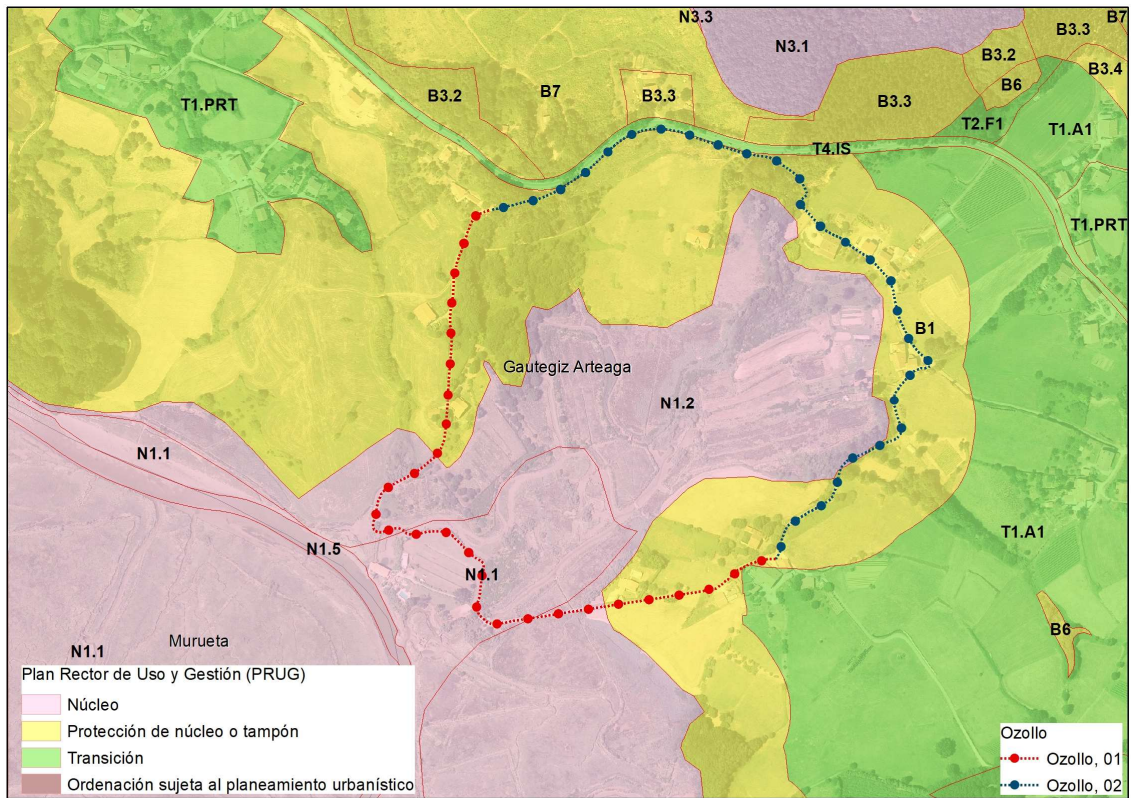 N3.3
B7
B3.3
N3.1
T1.PRT
B3.2
B7
B3.3
B3.3
B3.2
B6
B3.4
T2.F1
T1.A1
T4.IS
T1.PRT
B1
Gautegiz Arteaga
N1.2
N1.1
N1.5
N1.1
T1.A1
B6
Murueta
N1.1
Plan Rector de Uso y Gestión (PRUG)
Núcleo
Protección de núcleo o tampón
Transición
Ordenación sujeta al planeamiento urbanístico
Ozollo
Ozollo, 01
Ozollo, 02